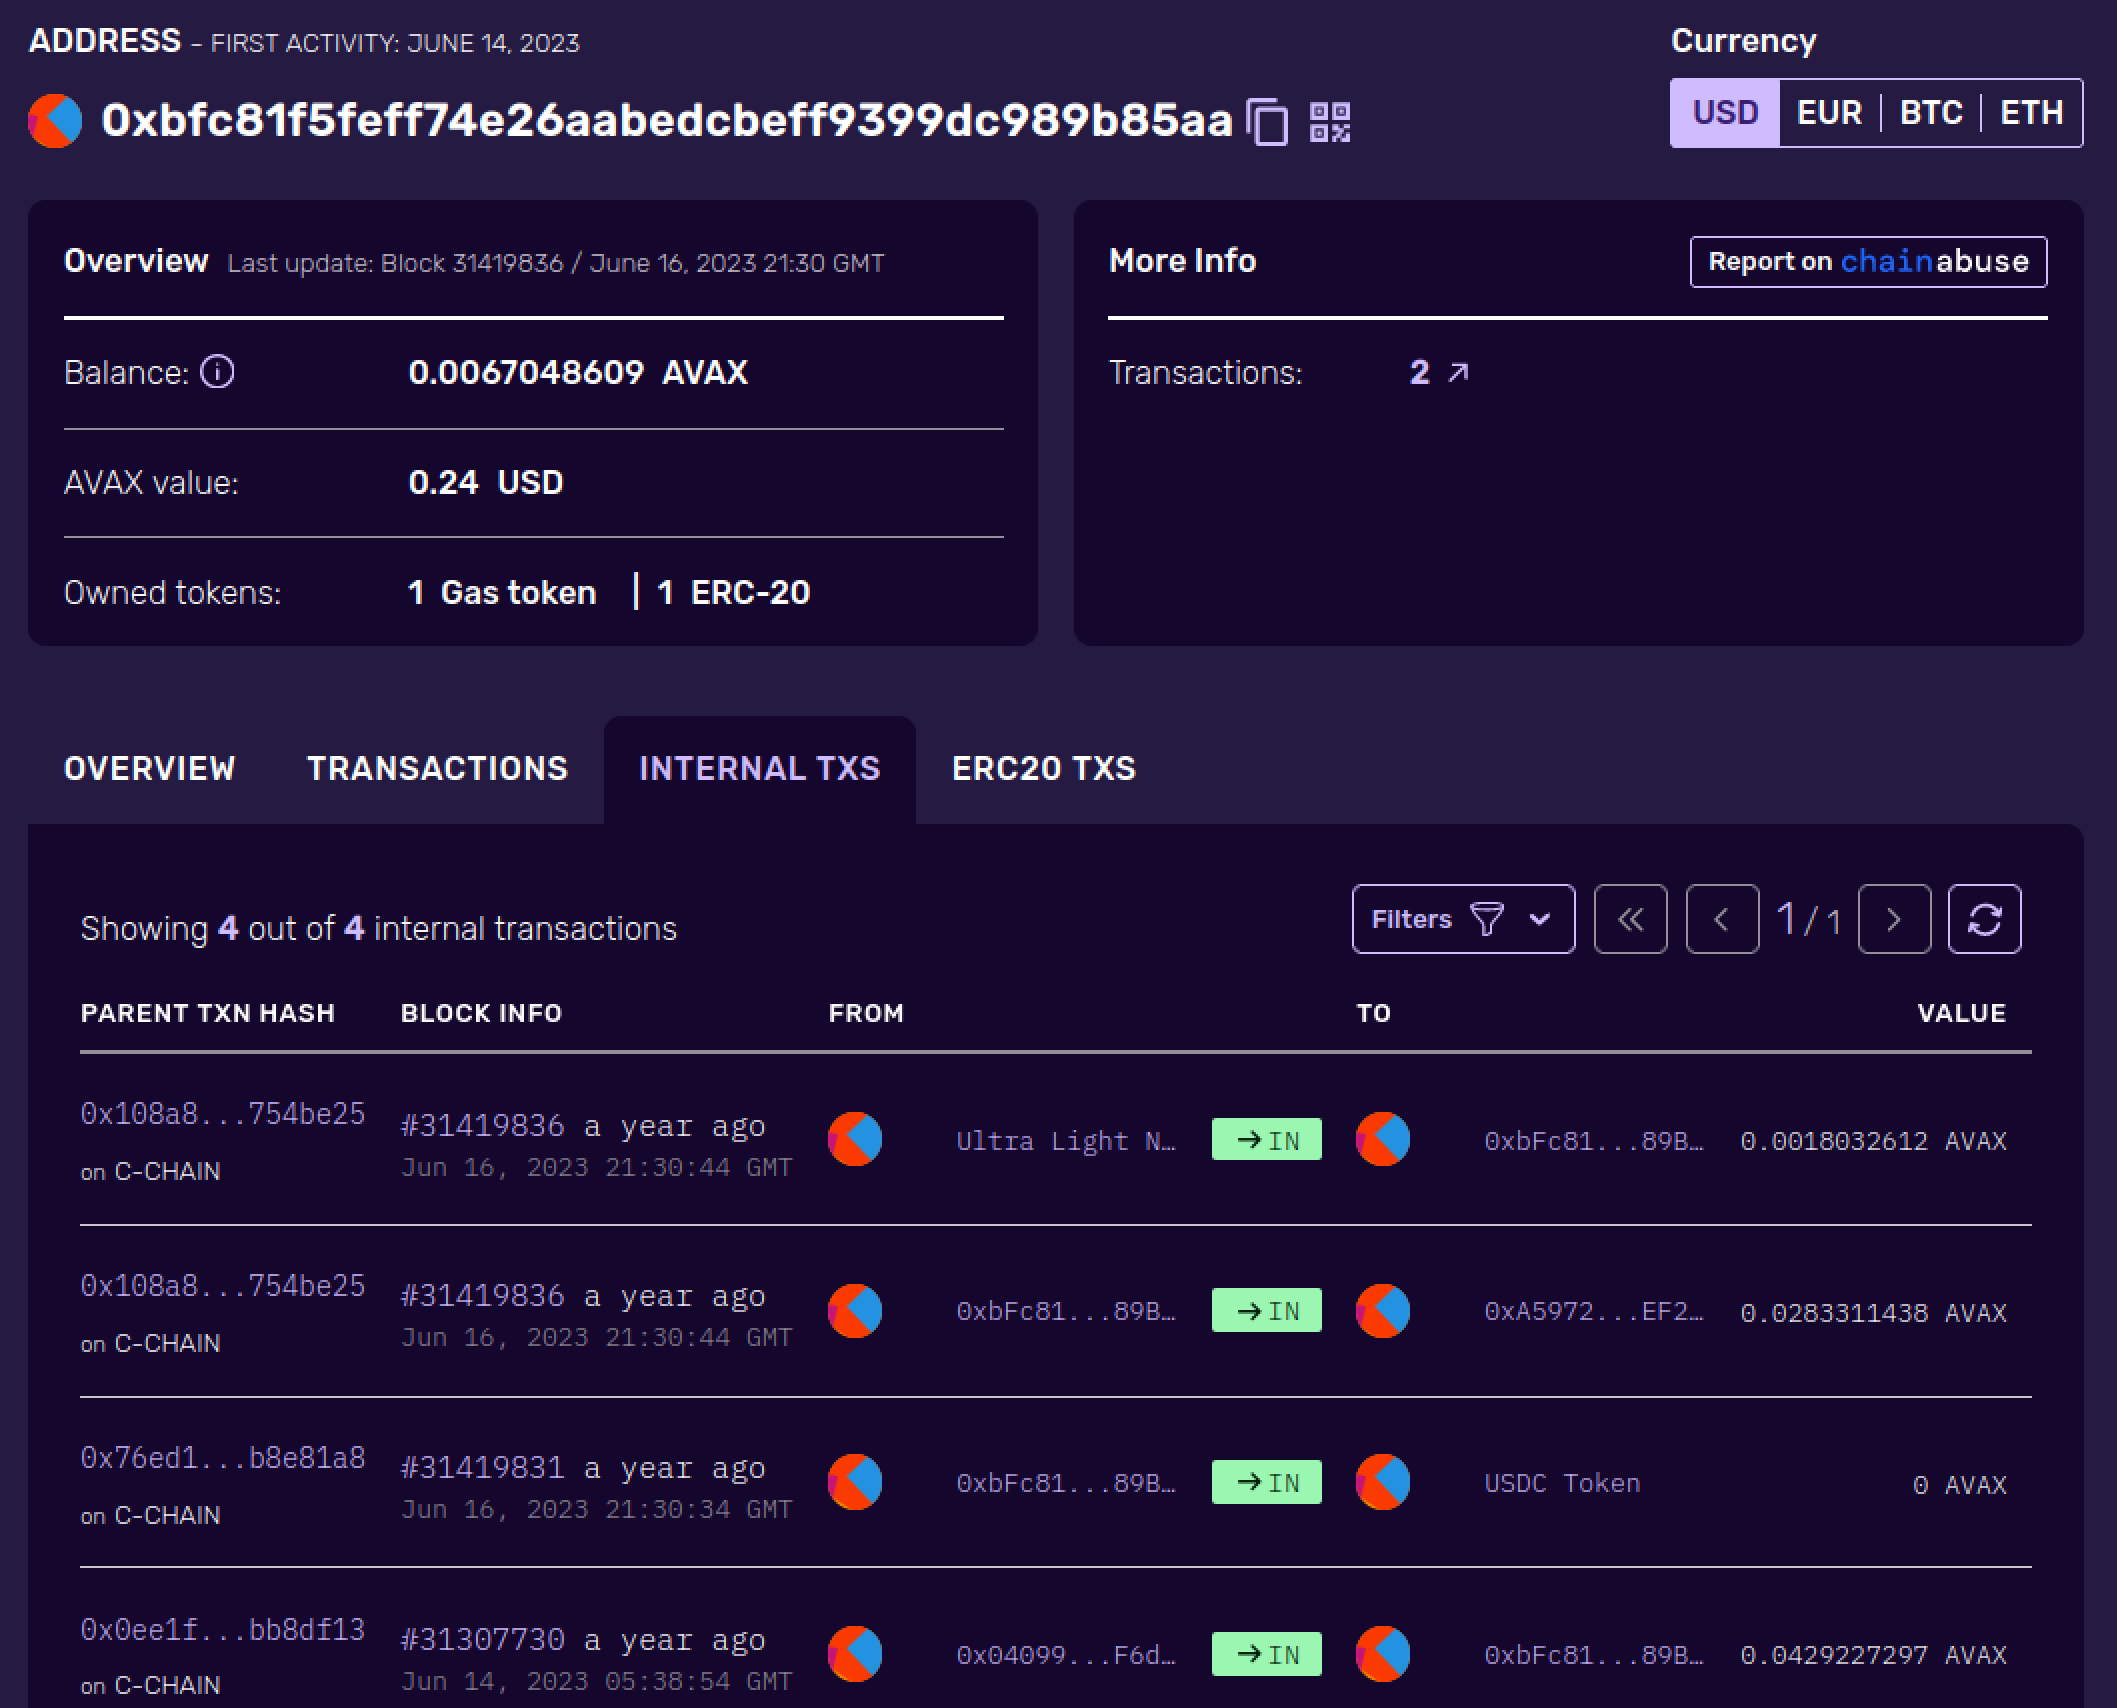 ADDRESS - FIRST ACTIVITY: JUNE 14, 2023
Currency
0xbfc81f5feff74e26aabedcbeff9399dc989b85aa
USD EUR BTC ETH
Overview Last update: Block 31419836 / June 16, 2023 21:30 GMT
More Info
Report on chainabuse
Balance: 0.0067048609 AVAX
Transactions: 2
AVAX value: 0.24 USD
Owned tokens: 1 Gas token | 1 ERC-20
OVERVIEW TRANSACTIONS INTERNAL TXS ERC20 TXS
Showing 4 out of 4 internal transactions
Filters 1 / 1
PARENT TXN HASH BLOCK INFO FROM TO VALUE
0x108a8...754be25 #31419836 a year ago Ultra Light N… →IN 0xbFc81...89B… 0.0018032612 AVAX
on C-CHAIN Jun 16, 2023 21:30:44 GMT
0x108a8...754be25 #31419836 a year ago 0xbFc81...89B… →IN 0xA5972...EF2… 0.0283311438 AVAX
on C-CHAIN Jun 16, 2023 21:30:44 GMT
0x76ed1...b8e81a8 #31419831 a year ago 0xbFc81...89B… →IN USDC Token 0 AVAX
on C-CHAIN Jun 16, 2023 21:30:34 GMT
0x0ee1f...bb8df13 #31307730 a year ago 0x04099...F6d… →IN 0xbFc81...89B… 0.0429227297 AVAX
on C-CHAIN Jun 14, 2023 05:38:54 GMT